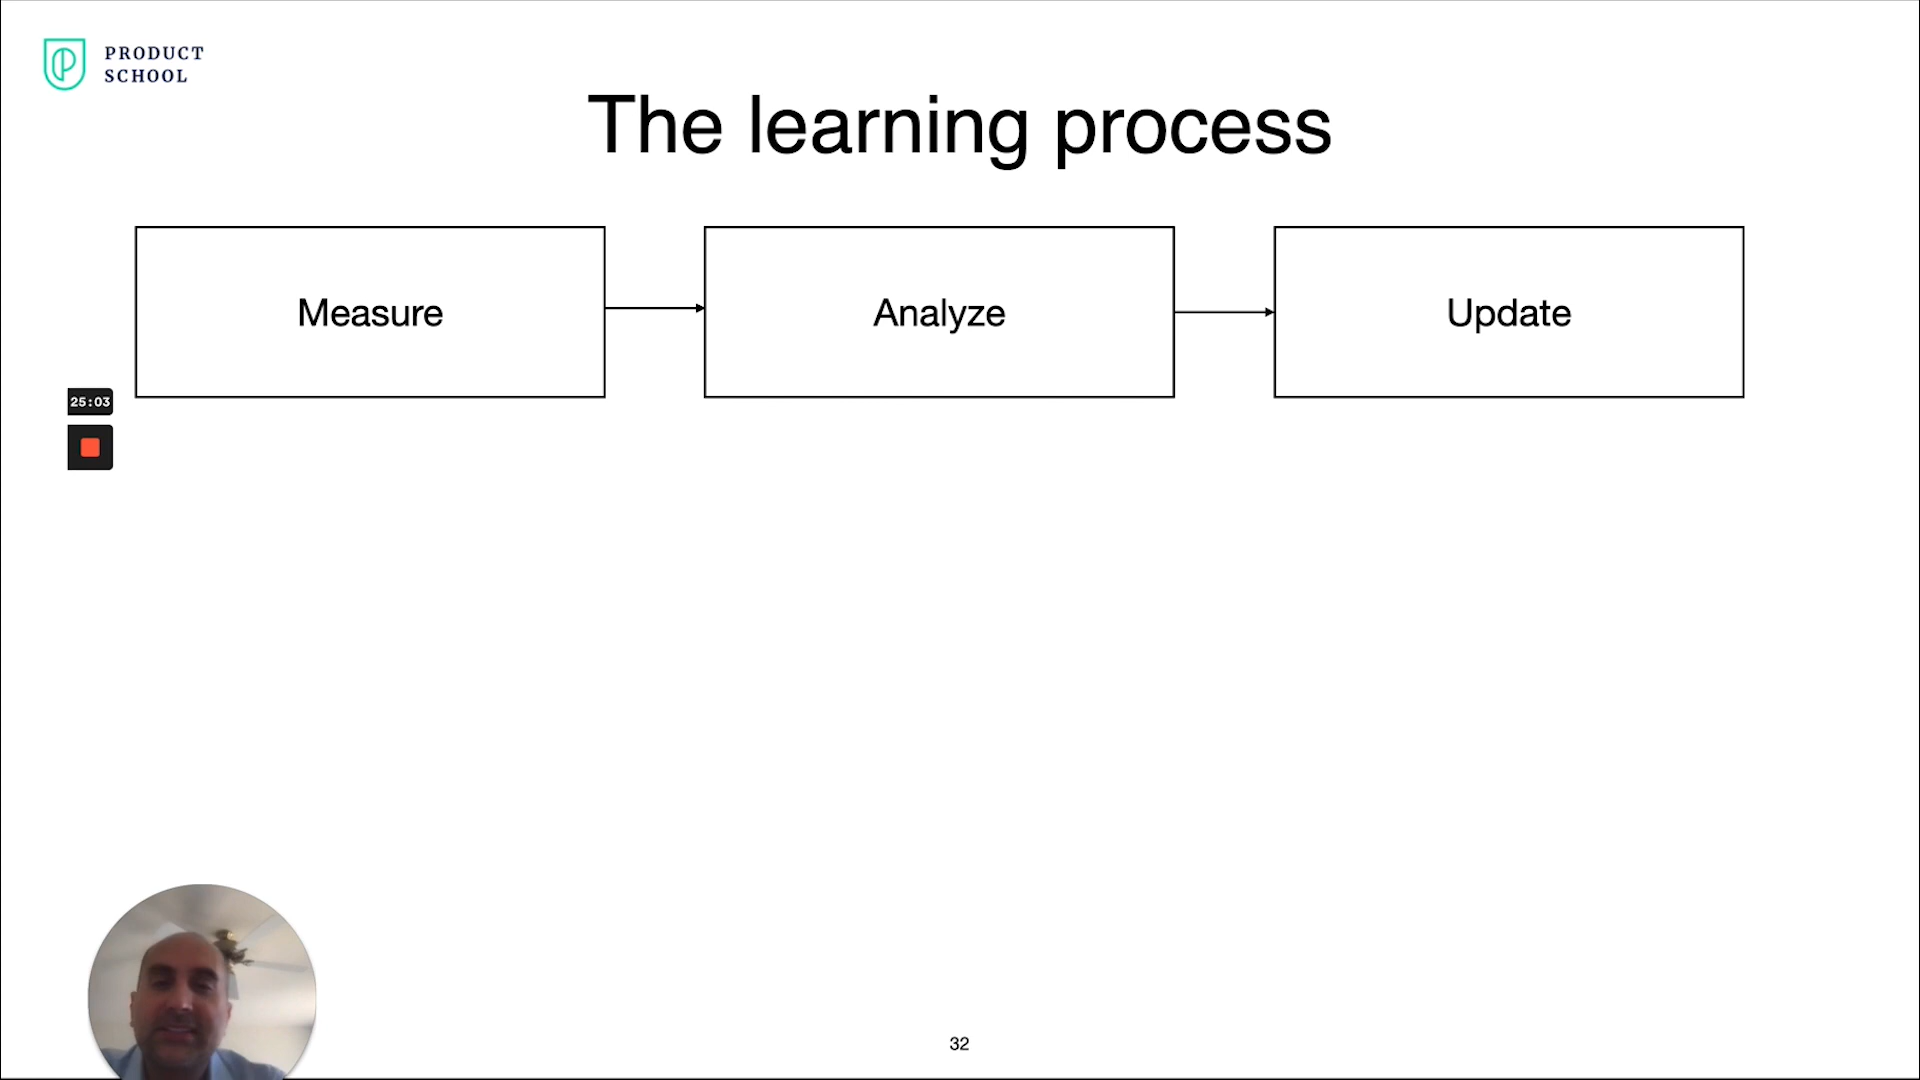 PRODUCT
SCHOOL
The learning process
Measure
Analyze
Update
25:03
32